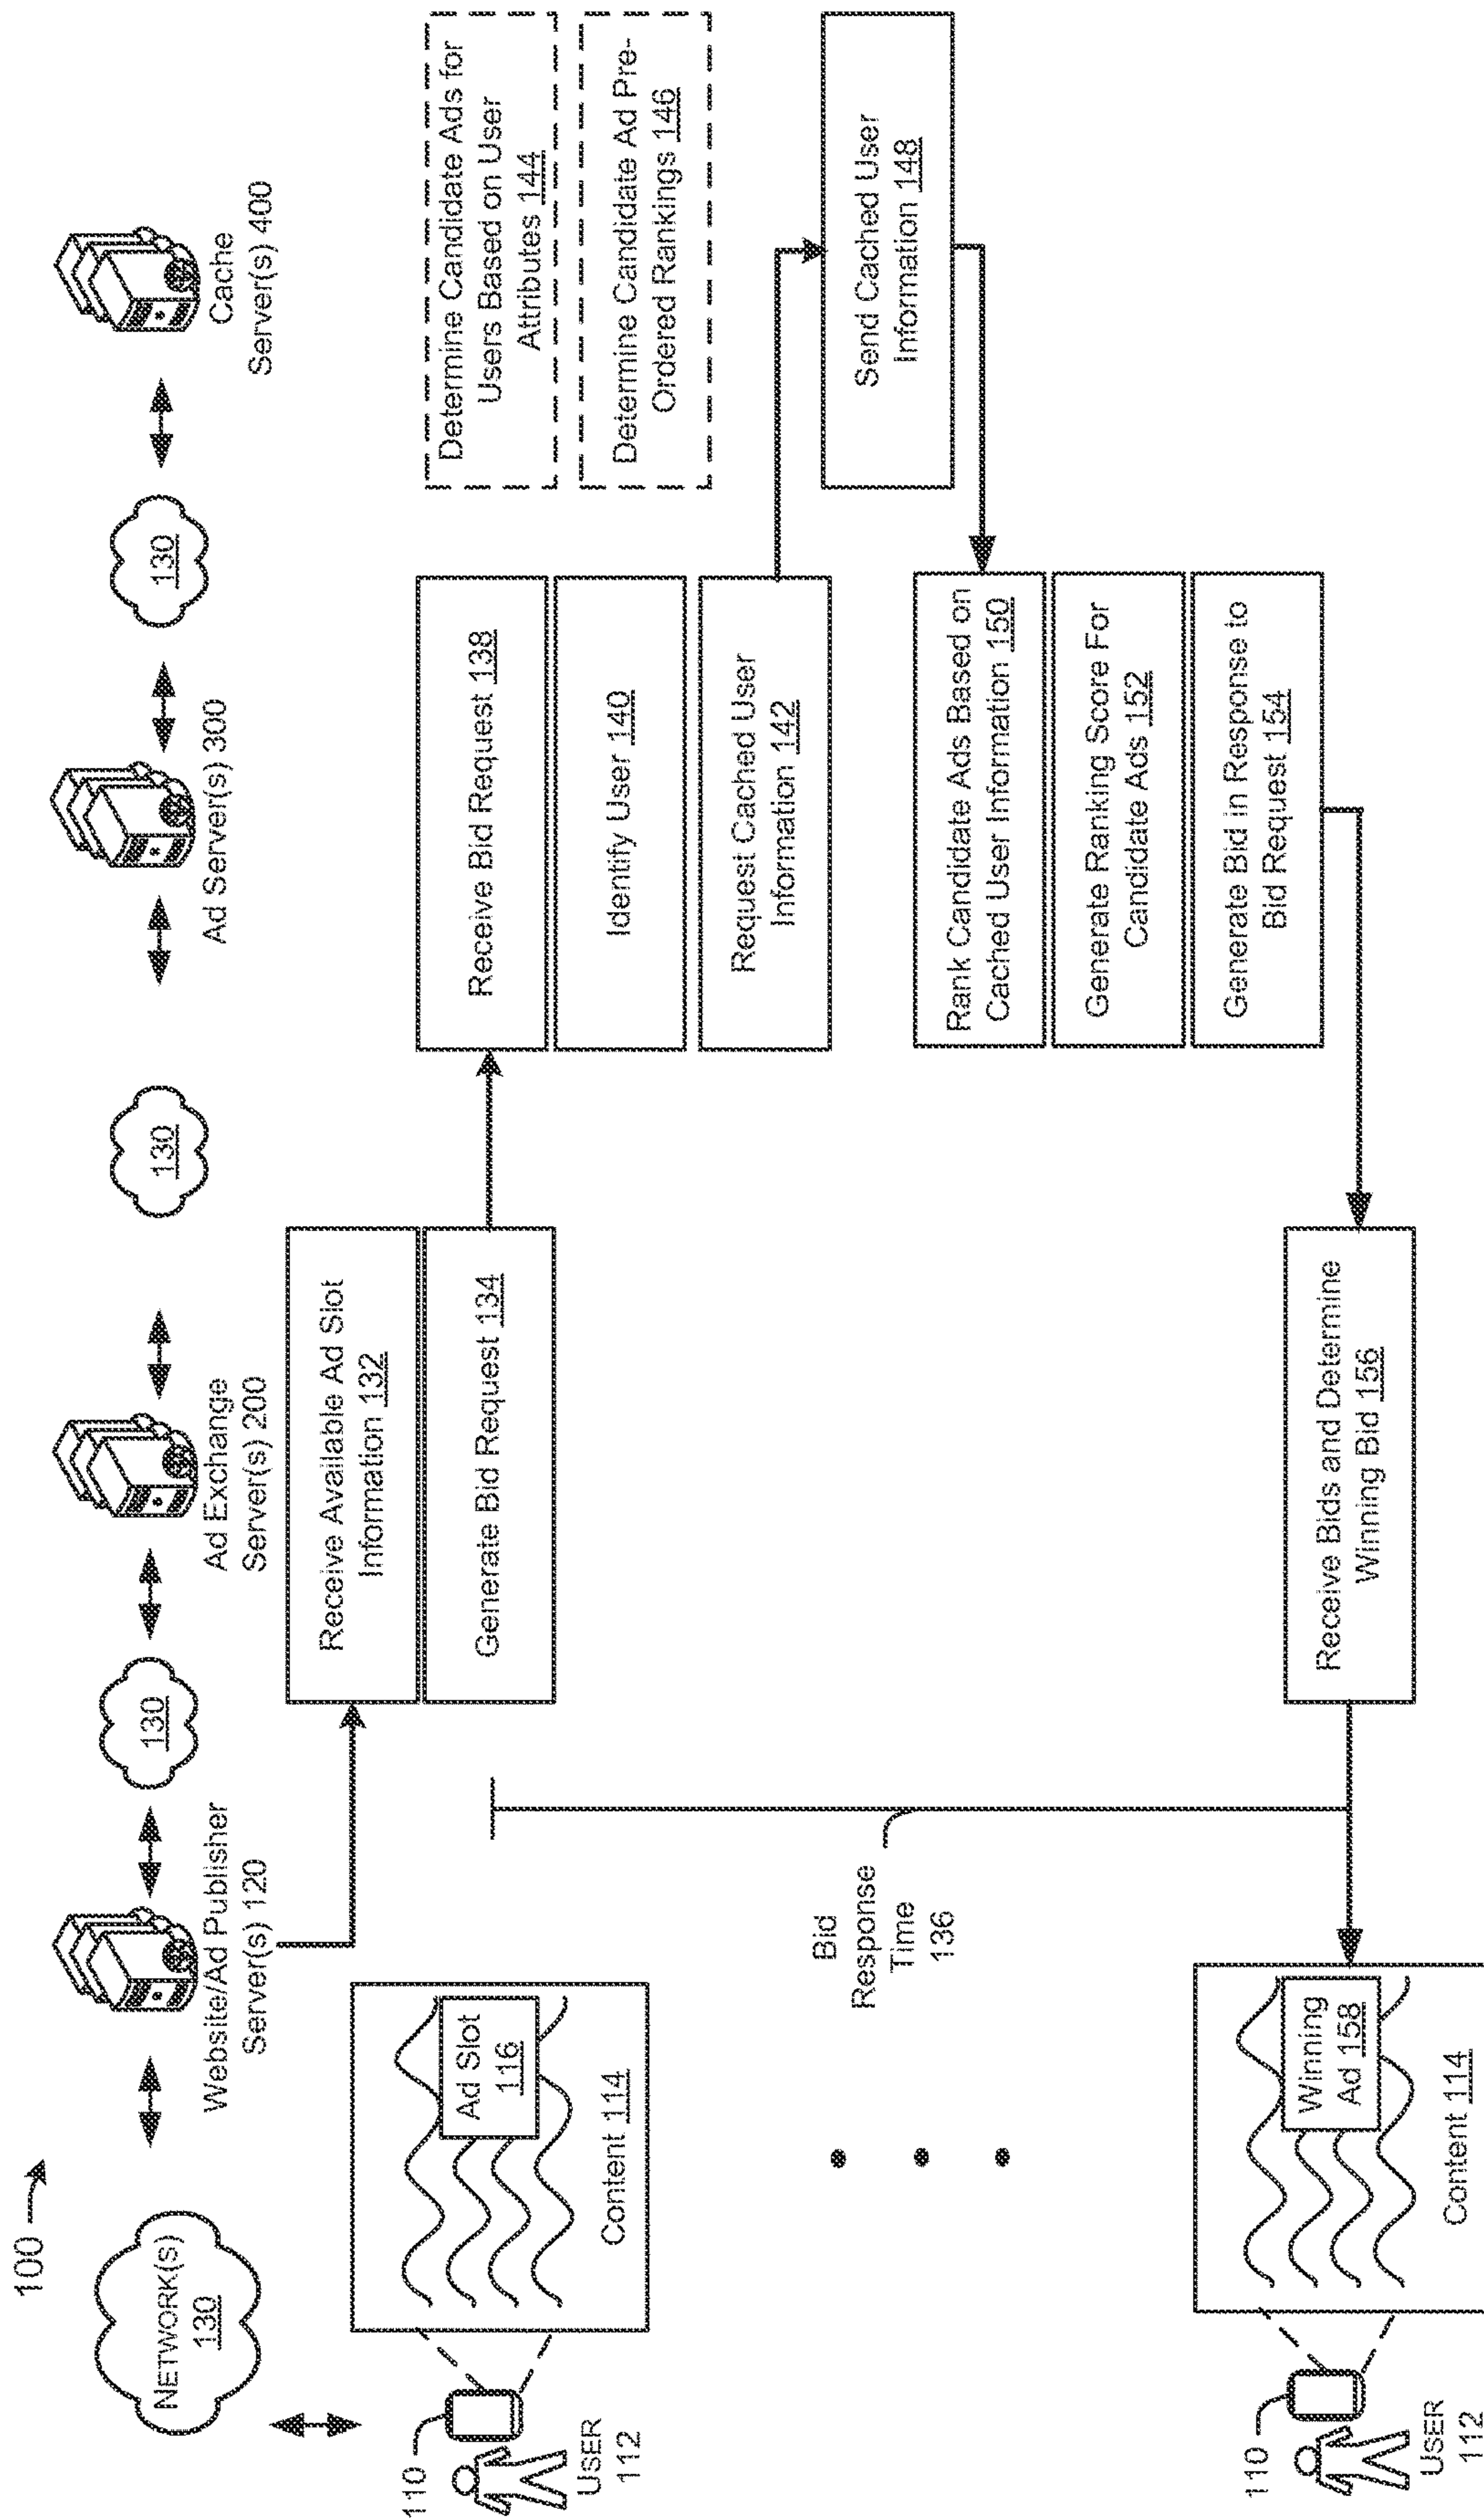 100
NETWORK(S)
130
Website/Ad Publisher
Server(s) 120
130
Ad Exchange
Server(s) 200
130
Ad Server(s) 300
130
Cache
Server(s) 400
110
USER
112
Ad Slot
116
Content 114
Receive Available Ad Slot
Information 132
Generate Bid Request 134
Receive Bid Request 138
Identify User 140
Request Cached User
Information 142
Determine Candidate Ads for
Users Based on User
Attributes 144
Determine Candidate Ad Pre-
Ordered Rankings 146
Send Cached User
Information 148
Bid
Response
Time
136
Rank Candidate Ads Based on
Cached User Information 150
Generate Ranking Score For
Candidate Ads 152
Generate Bid in Response to
Bid Request 154
Receive Bids and Determine
Winning Bid 156
110
USER
112
Winning
Ad 158
Content 114